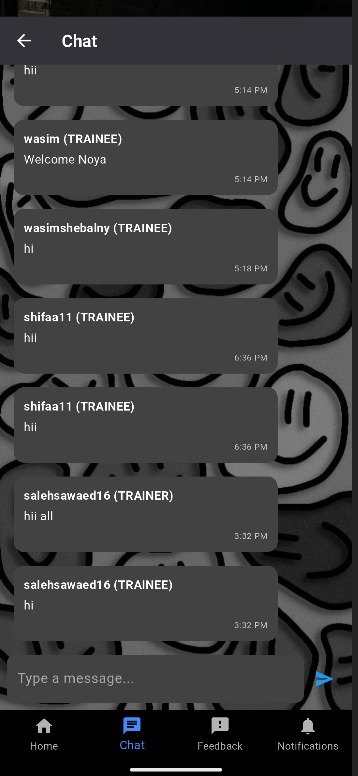 Chat
hii
5:14 PM
wasim (TRAINEE)
Welcome Noya
5:14 PM
wasimshebalny (TRAINEE)
hi
5:18 PM
shifaa11 (TRAINEE)
hii
6:36 PM
shifaa11 (TRAINEE)
hii
6:36 PM
salehsawaed16 (TRAINER)
hii all
3:32 PM
salehsawaed16 (TRAINEE)
hi
3:32 PM
Type a message...
Home
Chat
Feedback
Notifications